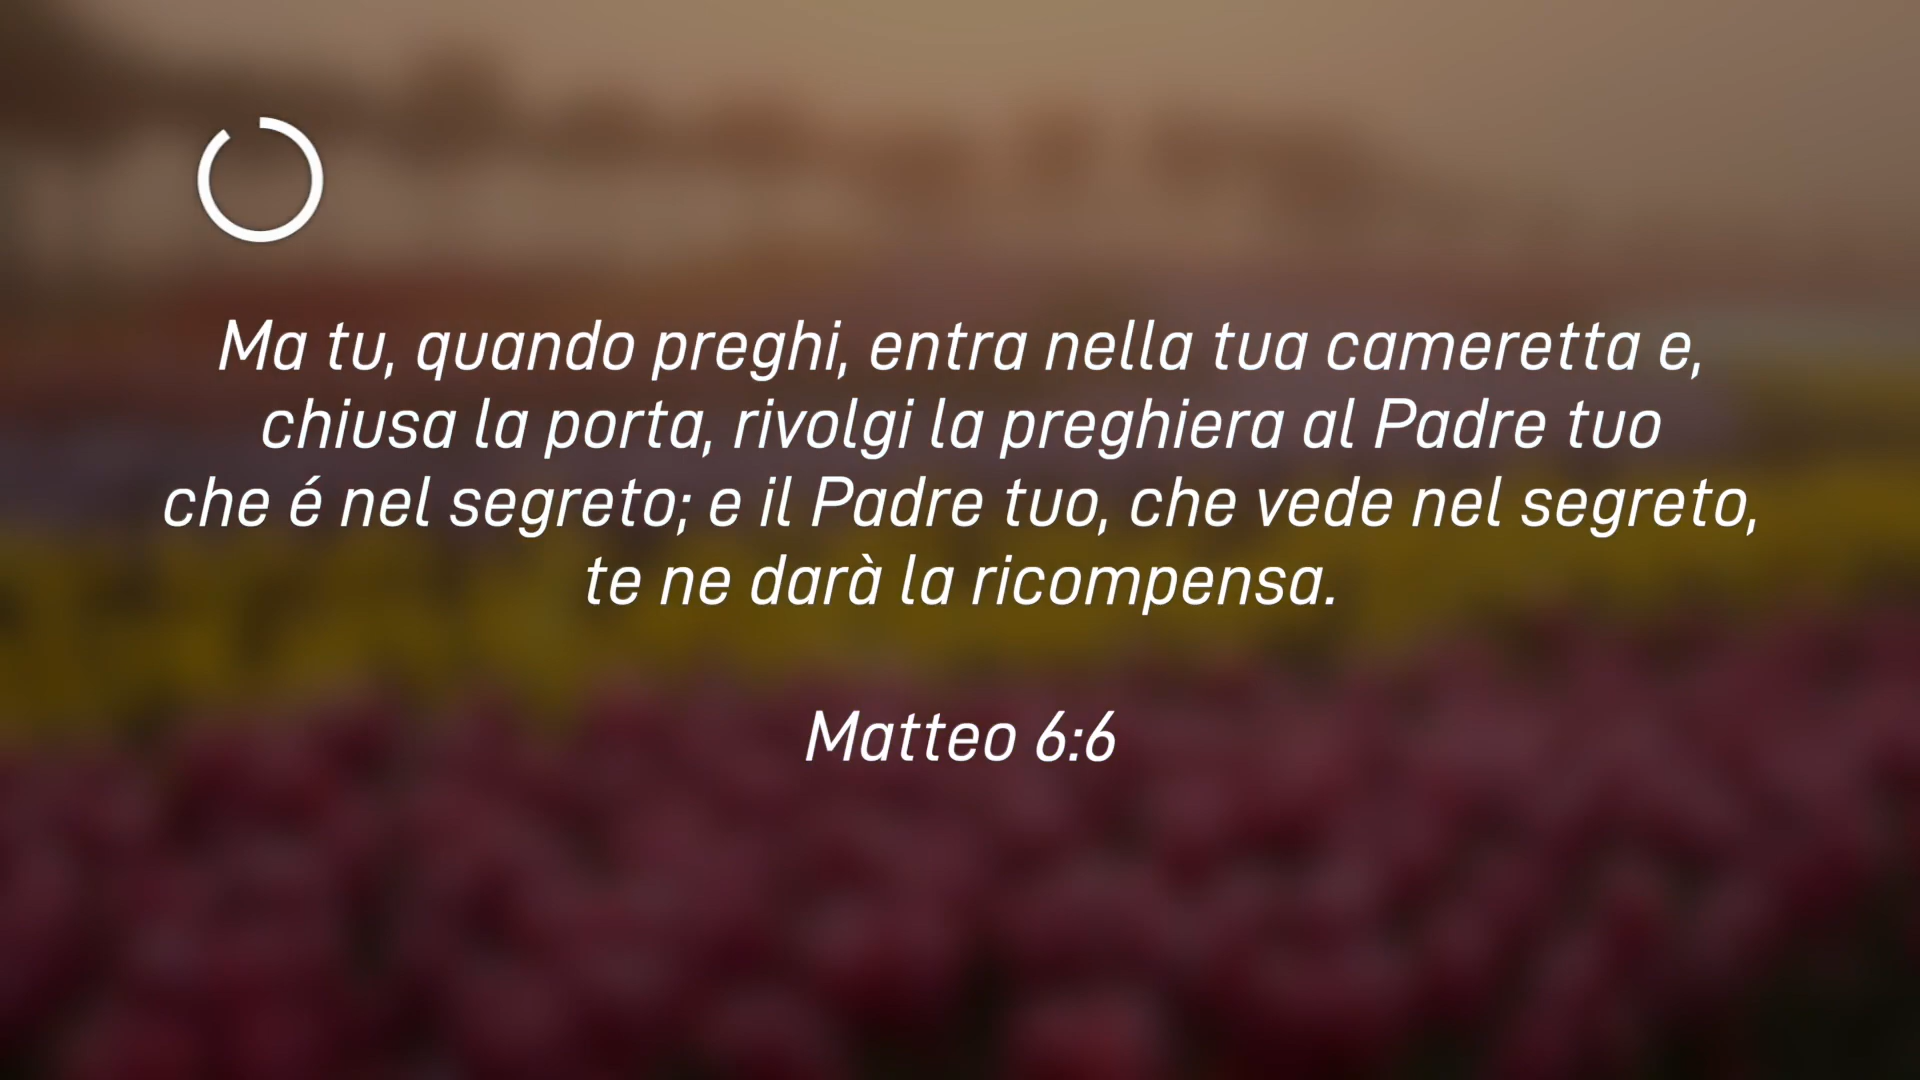 Ma tu, quando preghi, entra nella tua cameretta e,
chiusa la porta, rivolgi la preghiera al Padre tuo
che é nel segreto; e il Padre tuo, che vede nel segreto,
te ne darà la ricompensa.
Matteo 6:6